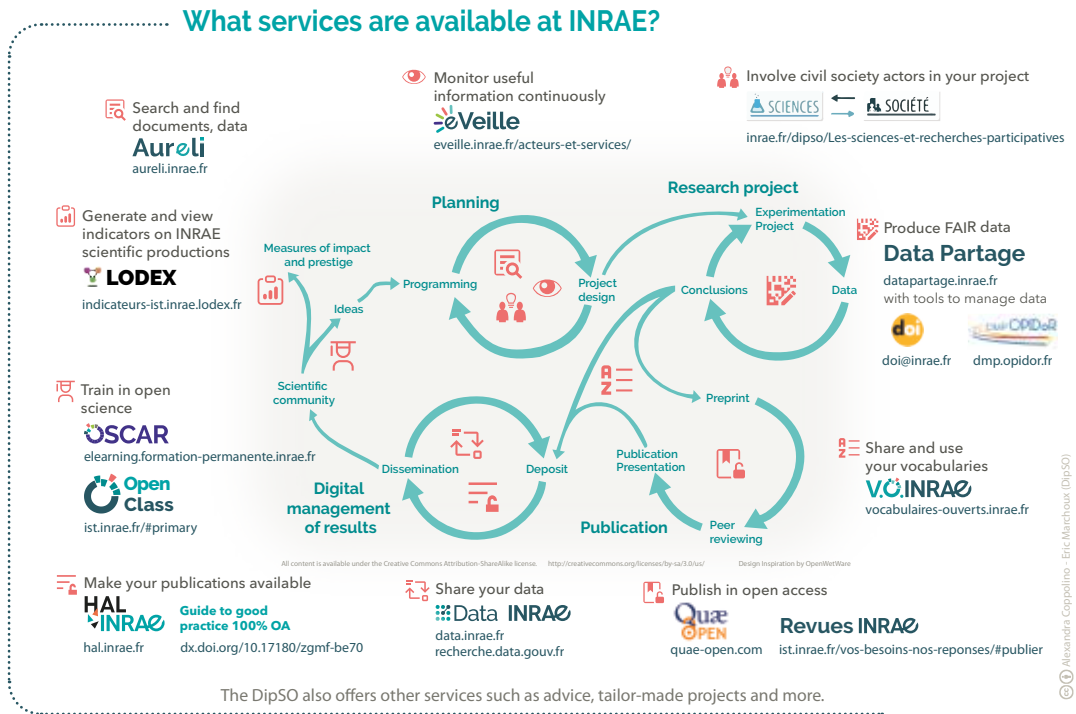 What services are available at INRAE?
Search and find
documents, data
Aureli
aureli.inrae.fr
Monitor useful
information continuously
eVeille
eveille.inrae.fr/acteurs-et-services/
Involve civil society actors in your project
SCIENCES
SOCIÉTÉ
inrae.fr/dipso/Les-sciences-et-recherches-participatives
Generate and view
indicators on INRAE
scientific productions
LODEX
indicateurs-ist.inrae.lodex.fr
Planning
Research project
Measures of impact
and prestige
Ideas
Programming
Project
design
Experimentation
Project
Conclusions
Data
Produce FAIR data
Data Partage
datapartage.inrae.fr
with tools to manage data
doi
DMP OPIDoR
doi@inrae.fr
dmp.opidor.fr
Train in open
science
OSCAR
elearning.formation-permanente.inrae.fr
Open
Class
ist.inrae.fr/#primary
Scientific
community
A
Z
Preprint
Dissemination
Deposit
Publication
Presentation
Digital
management
of results
Publication
Peer
reviewing
A
Z
Share and use
your vocabularies
V.O.INRAE
vocabulaires-ouverts.inrae.fr
All content is available under the Creative Commons Attribution-ShareAlike license. http://creativecommons.org/licenses/by-sa/3.0/us/ Design Inspiration by OpenWetWare
Make your publications available
HAL
INRAE
hal.inrae.fr
Guide to good
practice 100% OA
dx.doi.org/10.17180/zgmf-be70
Share your data
Data INRAE
data.inrae.fr
recherche.data.gouv.fr
Publish in open access
Quæ
OPEN
quae-open.com
Revues INRAE
ist.inrae.fr/vos-besoins-nos-reponses/#publier
The DipSO also offers other services such as advice, tailor-made projects and more.
cc Alexandra Coppolino - Eric Marchoux (DipSO)